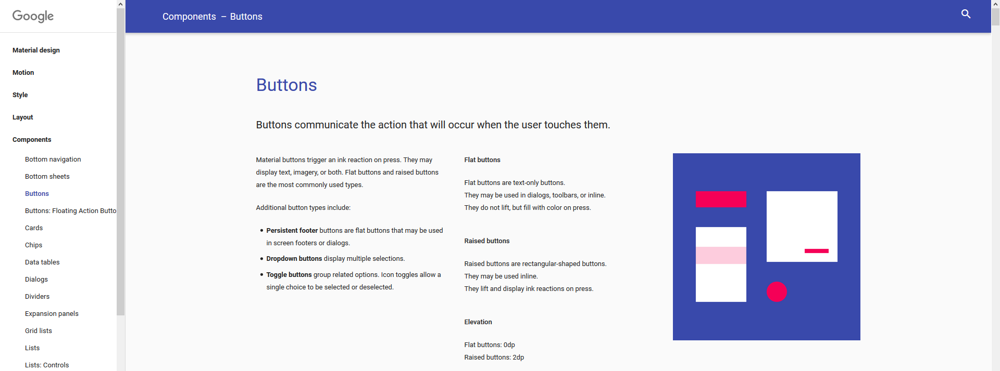 Google
Components – Buttons
Material design
Motion
Style
Layout
Components
Bottom navigation
Bottom sheets
Buttons
Buttons: Floating Action Butto
Cards
Chips
Data tables
Dialogs
Dividers
Expansion panels
Grid lists
Lists
Lists: Controls
Buttons
Buttons communicate the action that will occur when the user touches them.
Material buttons trigger an ink reaction on press. They may
display text, imagery, or both. Flat buttons and raised buttons
are the most commonly used types.
Additional button types include:
Persistent footer buttons are flat buttons that may be used
in screen footers or dialogs.
Dropdown buttons display multiple selections.
Toggle buttons group related options. Icon toggles allow a
single choice to be selected or deselected.
Flat buttons
Flat buttons are text-only buttons.
They may be used in dialogs, toolbars, or inline.
They do not lift, but fill with color on press.
Raised buttons
Raised buttons are rectangular-shaped buttons.
They may be used inline.
They lift and display ink reactions on press.
Elevation
Flat buttons: 0dp
Raised buttons: 2dp